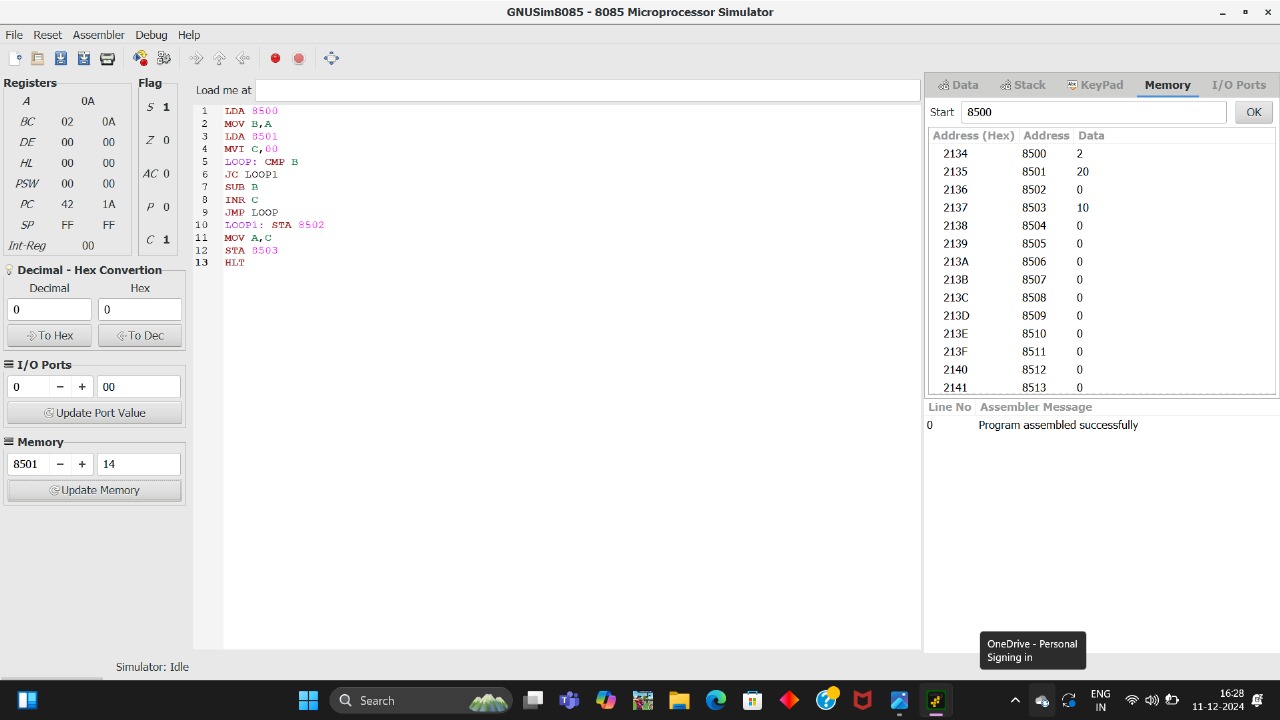 GNUSim8085 - 8085 Microprocessor Simulator
File Reset Assembler Debug Help
Registers
A 0A
BC 02 0A
DE 00 00
HL 00 00
PSW 00 00
PC 42 1A
SP FF FF
Int-Reg 00
Flag
S 1
Z 0
AC 0
P 0
C 1
Decimal - Hex Convertion
Decimal Hex
0 0
To Hex To Dec
I/O Ports
0 − + 00
Update Port Value
Memory
8501 − + 14
Update Memory
Load me at
1 LDA 8500
2 MOV B,A
3 LDA 8501
4 MVI C,00
5 LOOP: CMP B
6 JC LOOP1
7 SUB B
8 INR C
9 JMP LOOP
10 LOOP1: STA 8502
11 MOV A,C
12 STA 8503
13 HLT
Data Stack KeyPad Memory I/O Ports
Start 8500 OK
Address (Hex) Address Data
2134 8500 2
2135 8501 20
2136 8502 0
2137 8503 10
2138 8504 0
2139 8505 0
213A 8506 0
213B 8507 0
213C 8508 0
213D 8509 0
213E 8510 0
213F 8511 0
2140 8512 0
2141 8513 0
Line No Assembler Message
0 Program assembled successfully
OneDrive - Personal
Signing in
Simulator: Idle
Search
ENG
IN
16:28
11-12-2024